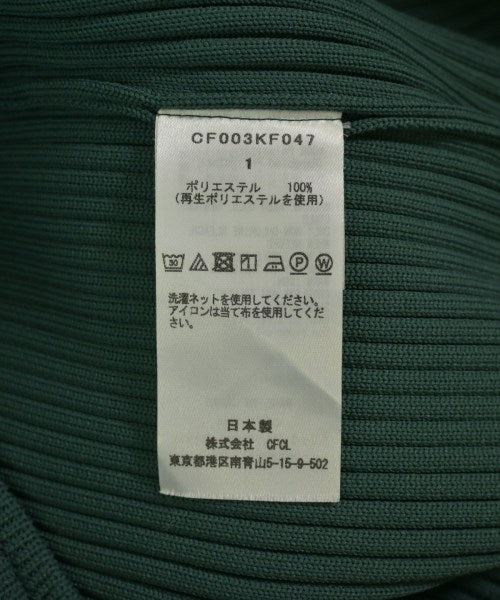 CF003KF047
1
ポリエステル 100%
(再生ポリエステルを使用)
30 P W
洗濯ネットを使用してください。
アイロンは当て布を使用してください。
日本製
株式会社 CFCL
東京都港区南青山5-15-9-502